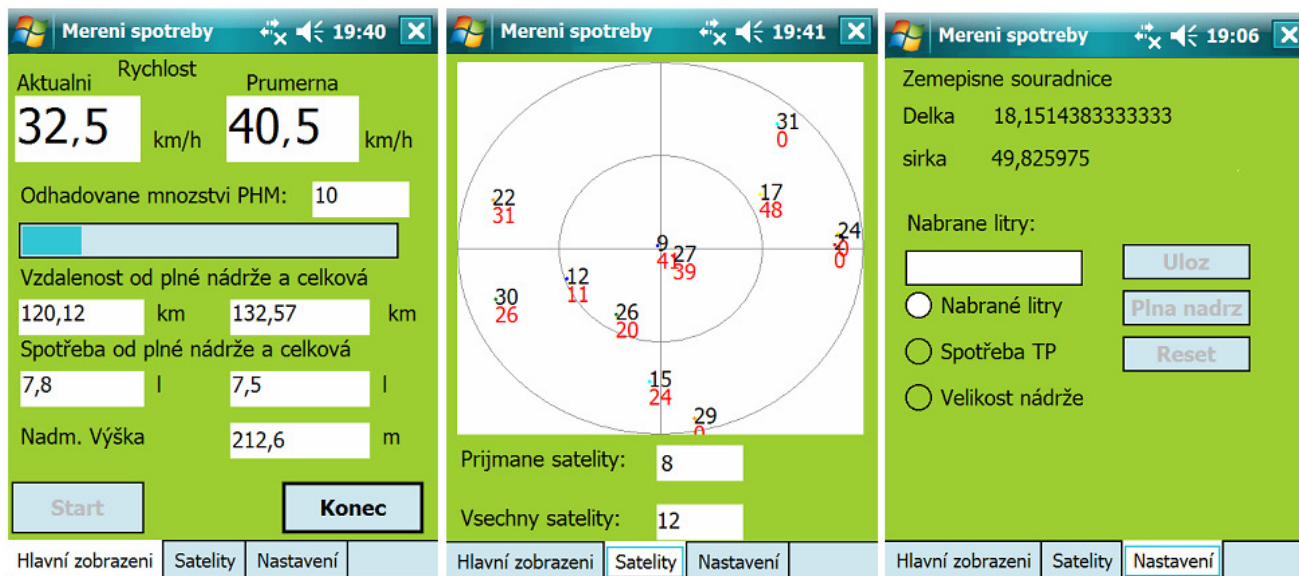 Mereni spotreby 19:40
Rychlost
Aktualni Prumerna
32,5 km/h 40,5 km/h
Odhadovane mnozstvi PHM: 10
Vzdalenost od plné nádrže a celková
120,12 km 132,57 km
Spotřeba od plné nádrže a celková
7,8 l 7,5 l
Nadm. Výška 212,6 m
Start Konec
Hlavní zobrazeni Satelity Nastavení
Mereni spotreby 19:41
31
0
22
31
17
48
24
0
0
9
41
27
39
12
11
30
26
26
20
15
24
29
0
Prijmane satelity: 8
Vsechny satelity: 12
Hlavní zobrazeni Satelity Nastavení
Mereni spotreby 19:06
Zemepisne souradnice
Delka 18,1514383333333
sirka 49,825975
Nabrane litry:
Uloz
Nabrané litry Plna nadrz
Spotřeba TP Reset
Velikost nádrže
Hlavní zobrazeni Satelity Nastavení